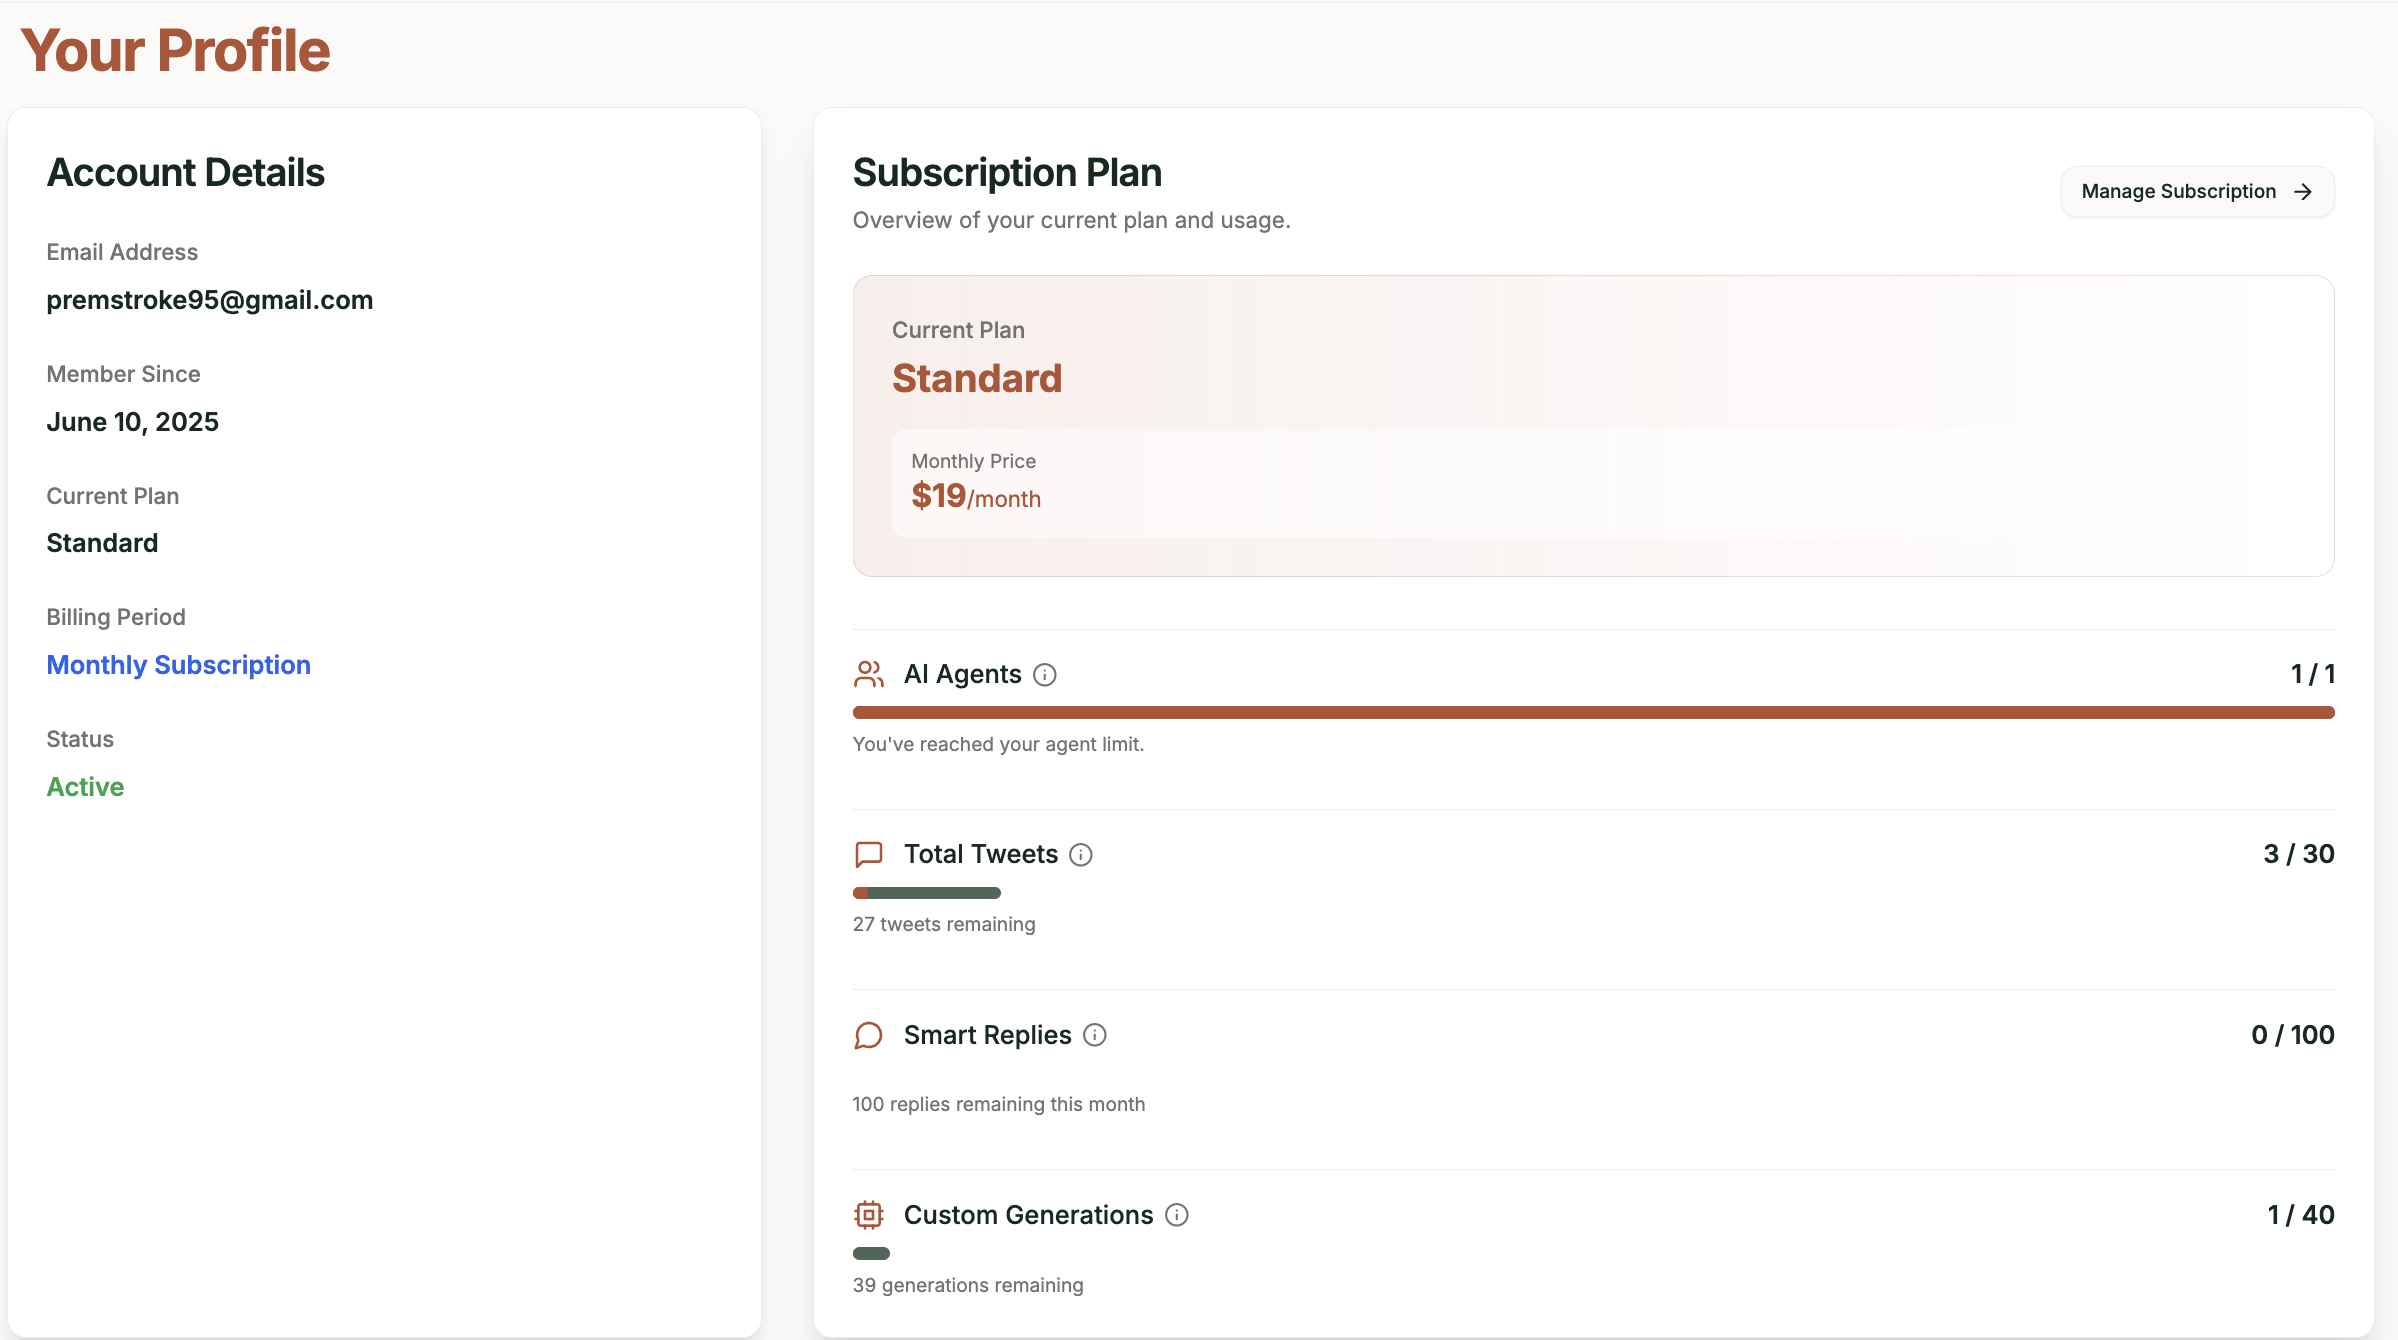 Your Profile
Account Details
Email Address
premstroke95@gmail.com
Member Since
June 10, 2025
Current Plan
Standard
Billing Period
Monthly Subscription
Status
Active
Subscription Plan
Overview of your current plan and usage.
Manage Subscription →
Current Plan
Standard
Monthly Price
$19/month
AI Agents
1 / 1
You've reached your agent limit.
Total Tweets
3 / 30
27 tweets remaining
Smart Replies
0 / 100
100 replies remaining this month
Custom Generations
1 / 40
39 generations remaining